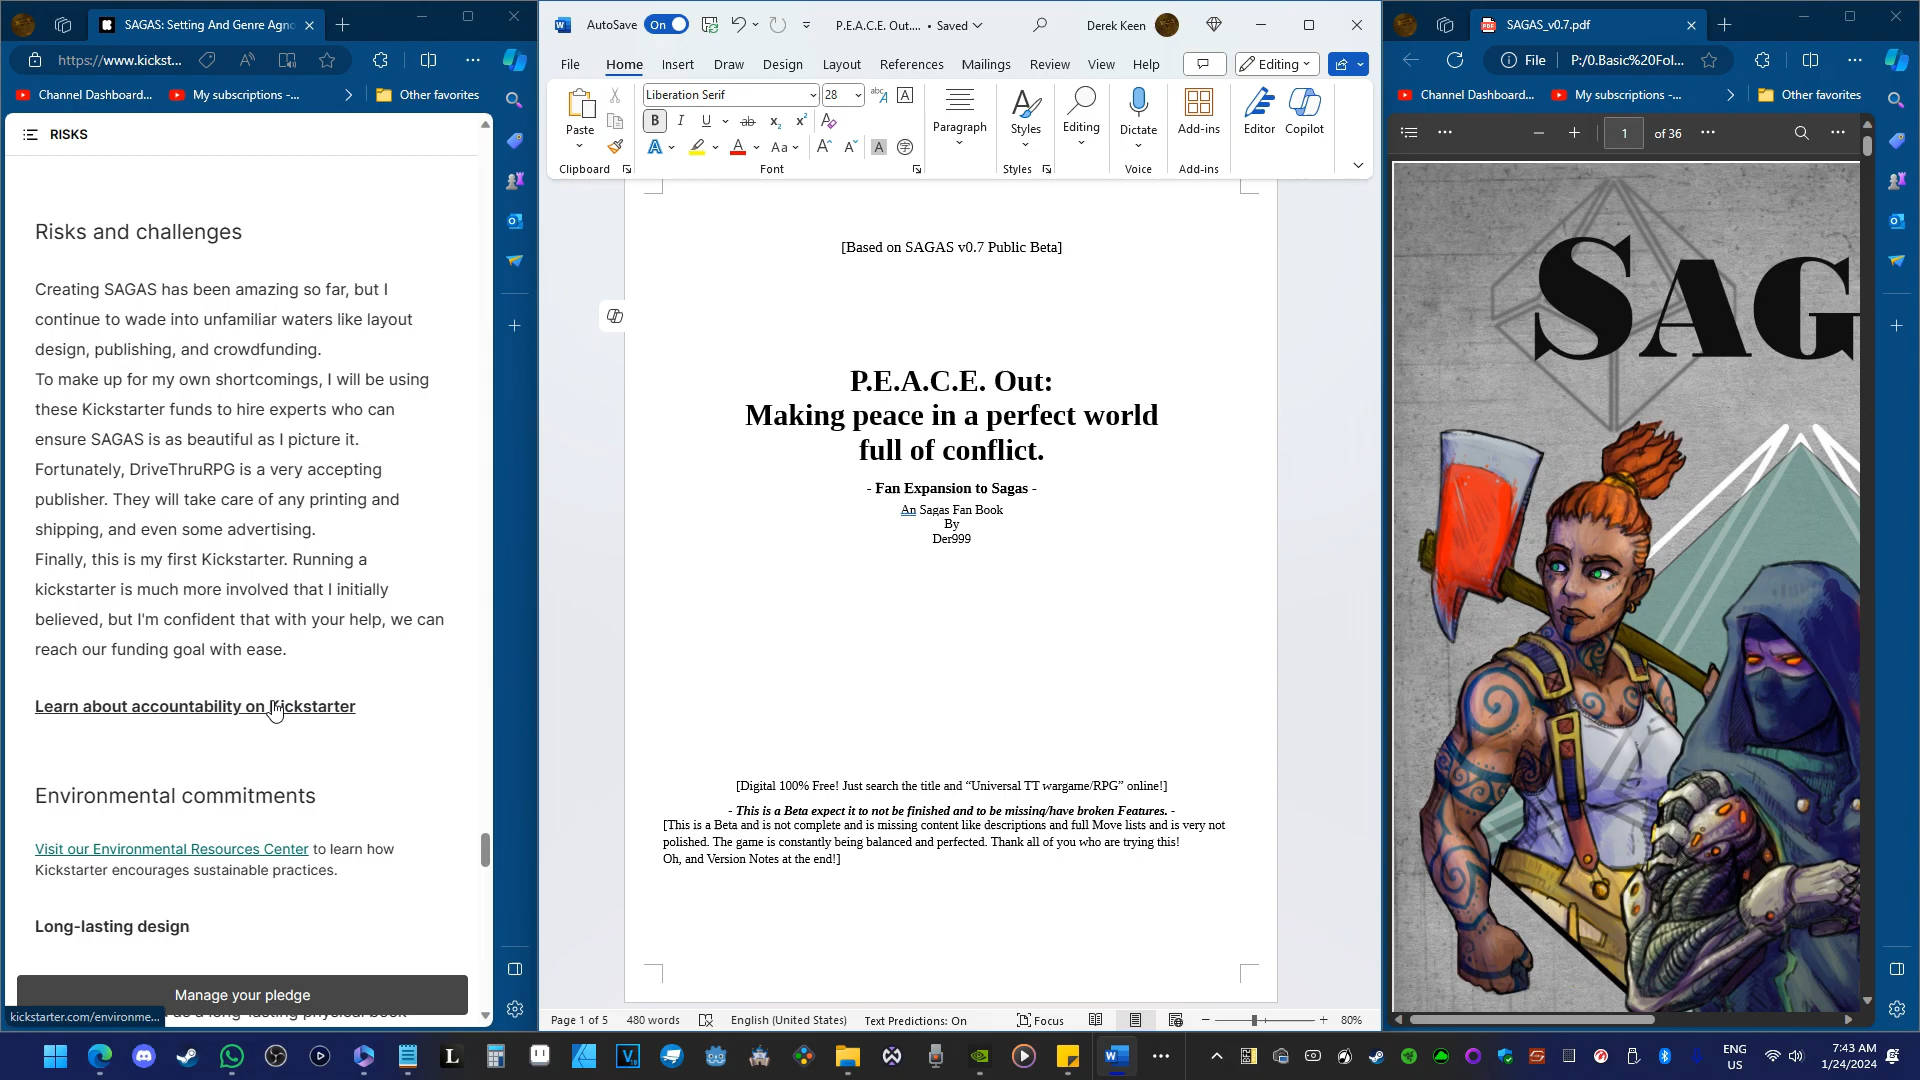 SAGAS: Setting And Genre Agno
https://www.kickst...
Channel Dashboard...
My subscriptions -...
Other favorites
RISKS
Risks and challenges
Creating SAGAS has been amazing so far, but I
continue to wade into unfamiliar waters like layout
design, publishing, and crowdfunding.
To make up for my own shortcomings, I will be using
these Kickstarter funds to hire experts who can
ensure SAGAS is as beautiful as I picture it.
Fortunately, DriveThruRPG is a very accepting
publisher. They will take care of any printing and
shipping, and even some advertising.
Finally, this is my first Kickstarter. Running a
kickstarter is much more involved that I initially
believed, but I'm confident that with your help, we can
reach our funding goal with ease.
Learn about accountability on Kickstarter
Environmental commitments
Visit our Environmental Resources Center to learn how
Kickstarter encourages sustainable practices.
Long-lasting design
Manage your pledge
kickstarter.com/environme...
as a long-lasting physical book
AutoSave On
P.E.A.C.E. Out.... • Saved
Derek Keen
File Home Insert Draw Design Layout References Mailings Review View Help
Editing
Liberation Serif 28
Paste
Paragraph
Styles
Editing
Dictate
Add-ins
Editor
Copilot
Clipboard
Font
Styles
Voice
Add-ins
[Based on SAGAS v0.7 Public Beta]
P.E.A.C.E. Out:
Making peace in a perfect world
full of conflict.
- Fan Expansion to Sagas -
An Sagas Fan Book
By
Der999
[Digital 100% Free! Just search the title and “Universal TT wargame/RPG” online!]
- This is a Beta expect it to not be finished and to be missing/have broken Features. -
[This is a Beta and is not complete and is missing content like descriptions and full Move lists and is very not
polished. The game is constantly being balanced and perfected. Thank all of you who are trying this!
Oh, and Version Notes at the end!]
Page 1 of 5
480 words
English (United States)
Text Predictions: On
Focus
80%
SAGAS_v0.7.pdf
File
P:/0.Basic%20Fol...
Channel Dashboard...
My subscriptions -...
Other favorites
1 of 36
SAG
ENG
US
7:43 AM
1/24/2024